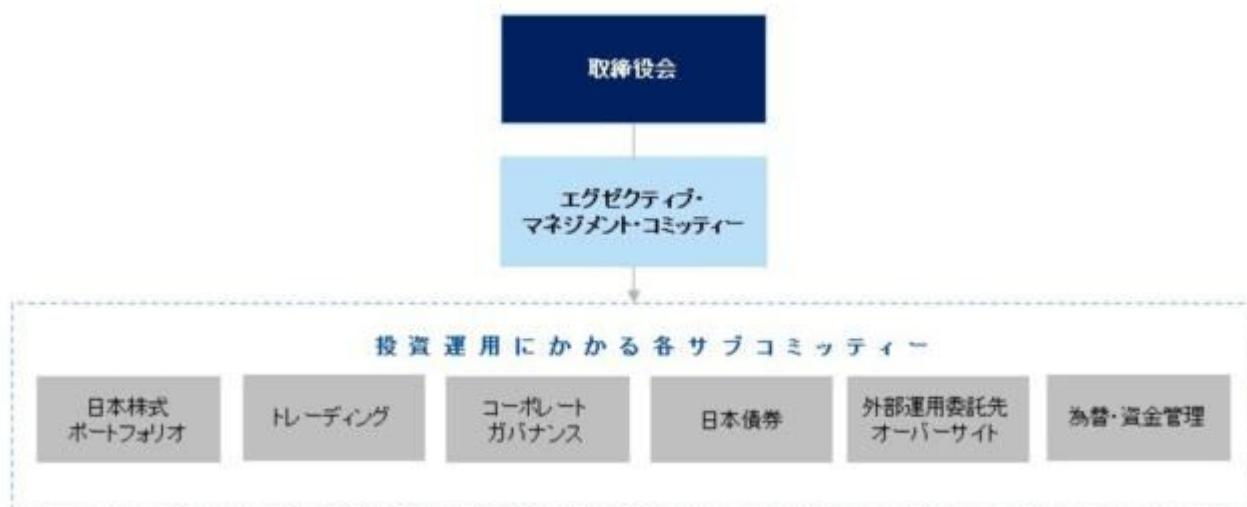 取締役会
エグゼクティブ・
マネジメント・コミッティー
投資運用にかかる各サブコミッティー
日本株式
ポートフォリオ
トレーディング
コーポレート
ガバナンス
日本債券
外部運用委託先
オーバーサイト
為替・資金管理